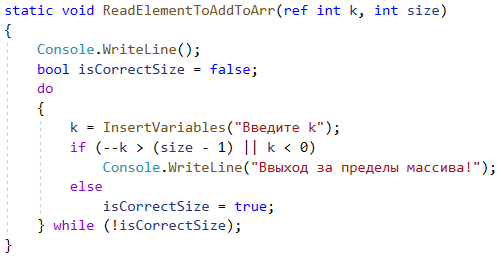 static void ReadElementToAddToArr(ref int k, int size)
{
    Console.WriteLine();
    bool isCorrectSize = false;
    do
    {
        k = InsertVariables("Введите k");
        if (--k > (size - 1) || k < 0)
            Console.WriteLine("Ввыход за пределы массива!");
        else
            isCorrectSize = true;
    } while (!isCorrectSize);
}